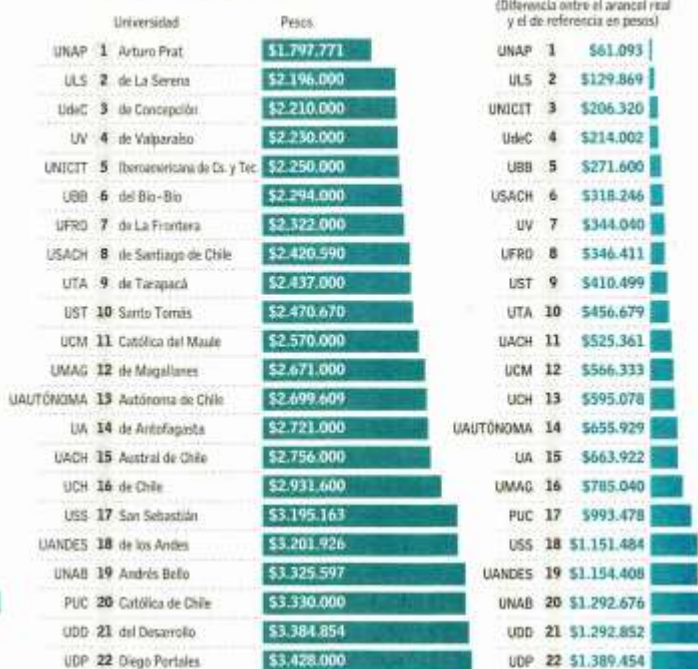 Universidad Pesos
UNAP 1 Arturo Prat $1.797.771
ULS 2 de La Serena $2.196.000
UdeC 3 de Concepción $2.210.000
UV 4 de Valparaíso $2.230.000
UNICIT 5 Iberoamericana de Cs. y Tec. $2.250.000
UBB 6 del Bio-Bio $2.294.000
UFRO 7 de La Frontera $2.322.000
USACH 8 de Santiago de Chile $2.420.590
UTA 9 de Tarapacá $2.437.000
UST 10 Santo Tomás $2.470.670
UCM 11 Católica del Maule $2.570.000
UMAG 12 de Magallanes $2.671.000
UAUTÓNOMA 13 Autónoma de Chile $2.699.609
UA 14 de Antofagasta $2.721.000
UACH 15 Austral de Chile $2.756.000
UCH 16 de Chile $2.931.600
USS 17 San Sebastián $3.195.163
UANDES 18 de los Andes $3.201.926
UNAB 19 Andrés Bello $3.325.597
PUC 20 Católica de Chile $3.330.000
UDD 21 del Desarrollo $3.384.854
UDP 22 Diego Portales $3.428.000
(Diferencia entre el arancel real
y el de referencia en pesos)
UNAP 1 $61.093
ULS 2 $129.869
UNICIT 3 $206.320
UdeC 4 $214.002
UBB 5 $271.600
USACH 6 $318.246
UV 7 $344.040
UFRO 8 $346.411
UST 9 $410.499
UTA 10 $456.679
UACH 11 $525.361
UCM 12 $566.333
UCH 13 $595.078
UAUTÓNOMA 14 $655.929
UA 15 $663.922
UMAG 16 $785.040
PUC 17 $993.478
USS 18 $1.151.484
UANDES 19 $1.154.408
UNAB 20 $1.292.676
UDD 21 $1.292.852
UDP 22 $1.389.454